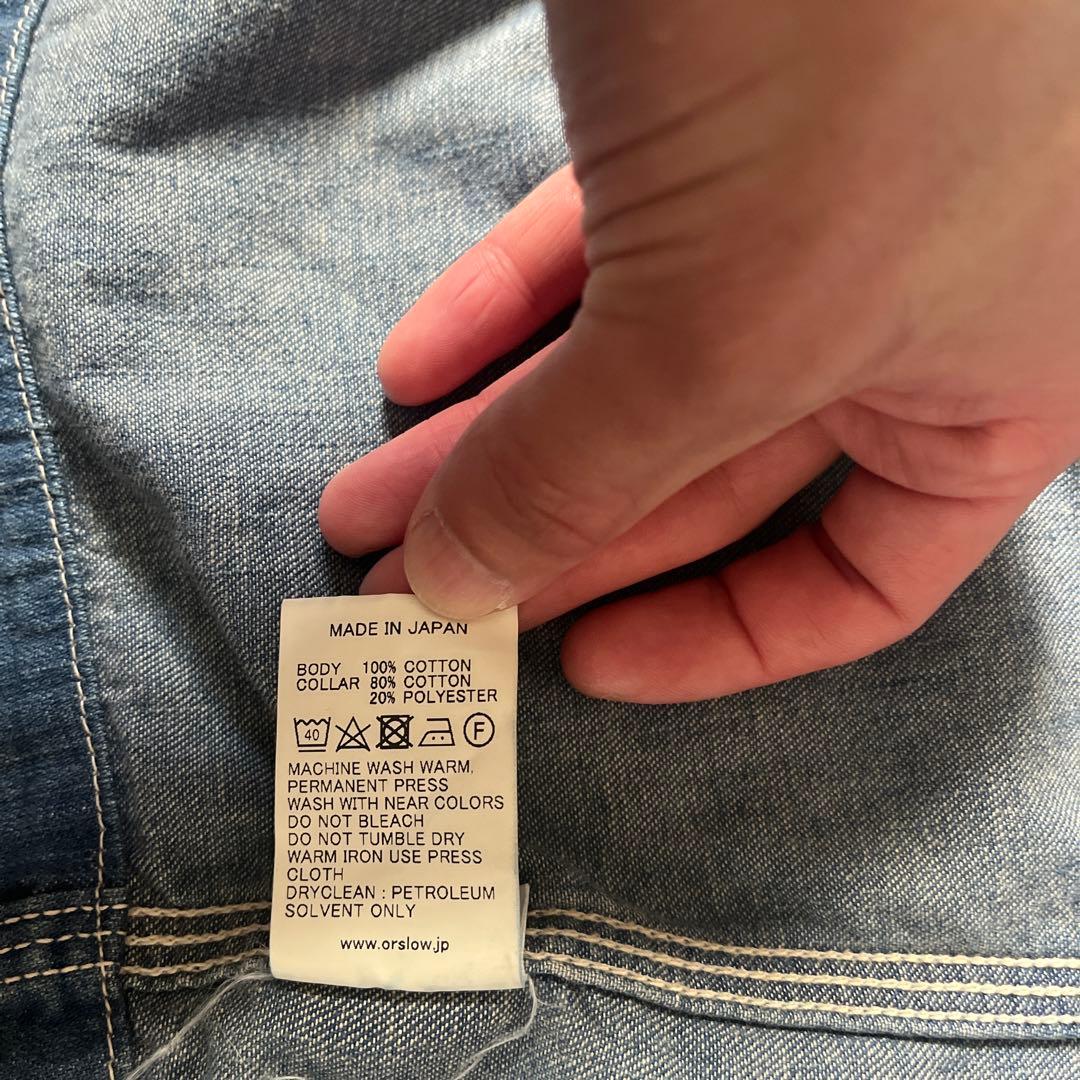 MADE IN JAPAN
BODY 100% COTTON
COLLAR 80% COTTON
20% POLYESTER
40 F
MACHINE WASH WARM,
PERMANENT PRESS
WASH WITH NEAR COLORS
DO NOT BLEACH
DO NOT TUMBLE DRY
WARM IRON USE PRESS
CLOTH
DRYCLEAN : PETROLEUM
SOLVENT ONLY
www.orslow.jp